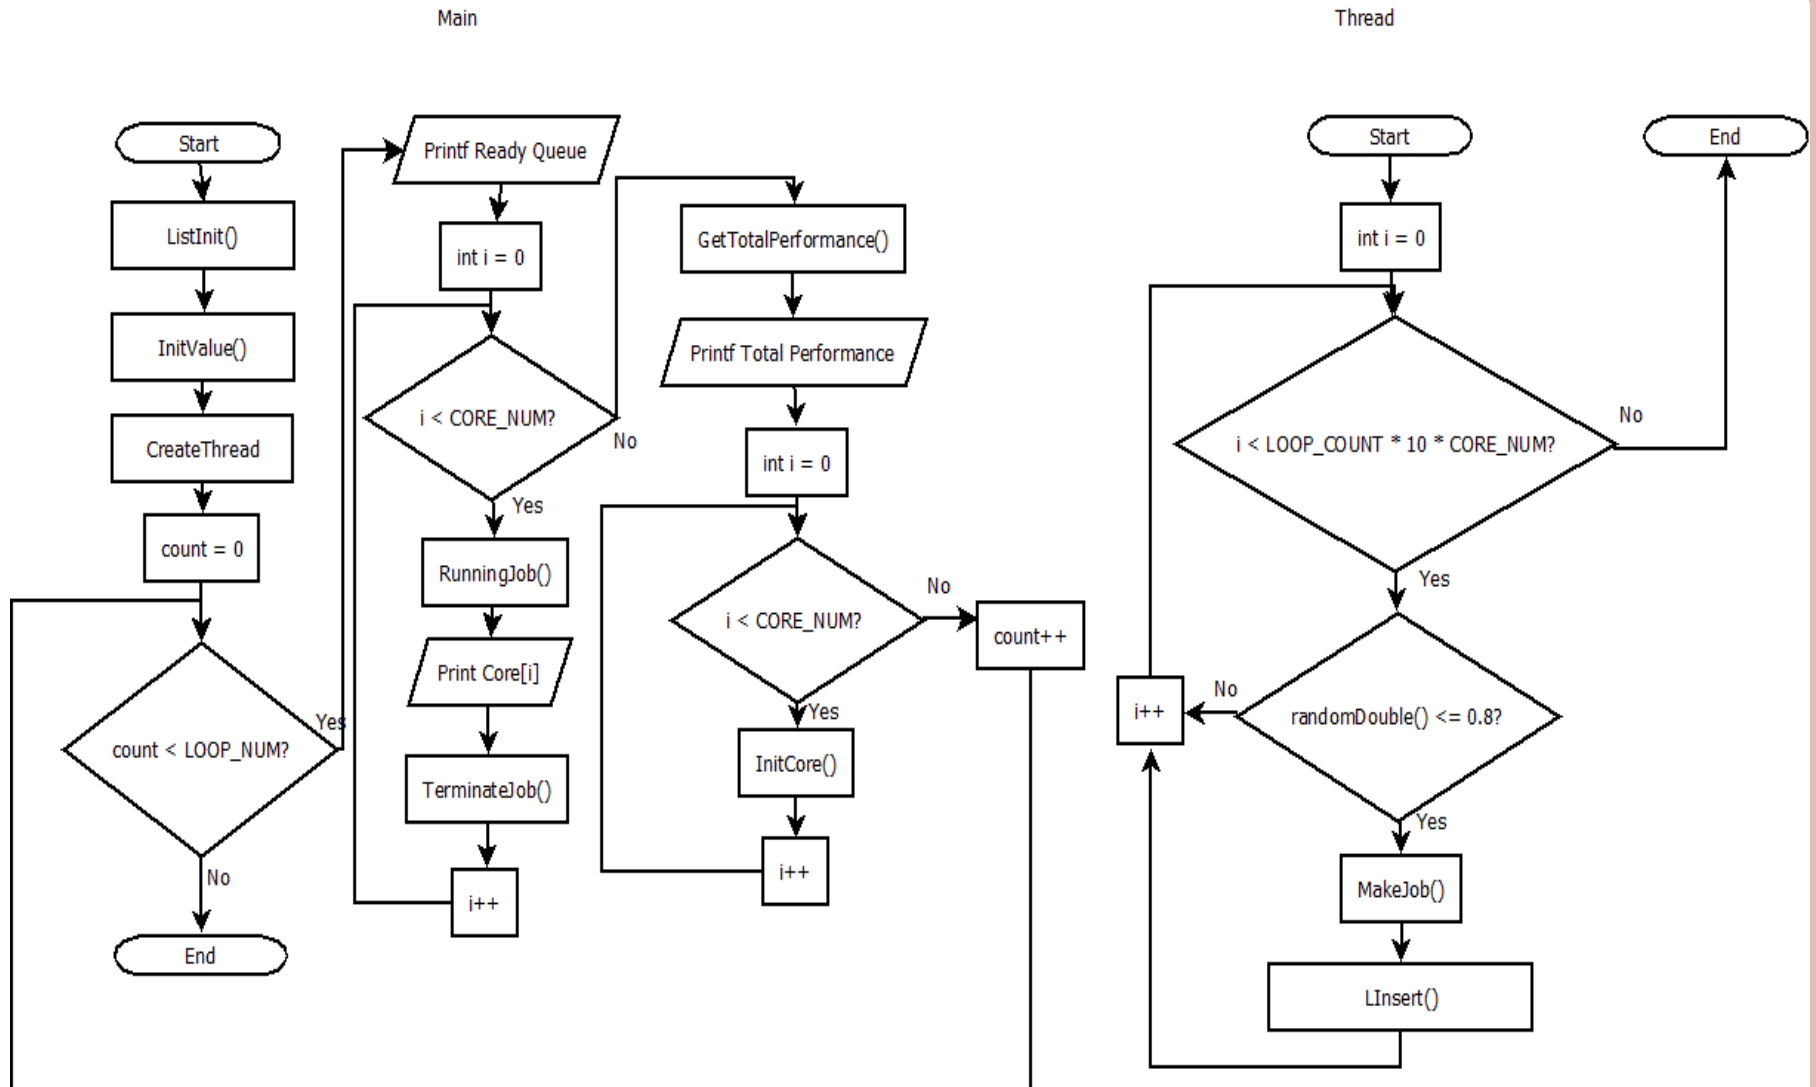 Main
Start
ListInit()
InitValue()
CreateThread
count = 0
count < LOOP_NUM?
Yes
No
End
Printf Ready Queue
int i = 0
i < CORE_NUM?
No
Yes
RunningJob()
Print Core[i]
TerminateJob()
i++
GetTotalPerformance()
Printf Total Performance
int i = 0
i < CORE_NUM?
No
Yes
InitCore()
i++
count++
Thread
Start
End
int i = 0
i < LOOP_COUNT * 10 * CORE_NUM?
No
Yes
randomDouble() <= 0.8?
No
i++
Yes
MakeJob()
LInsert()